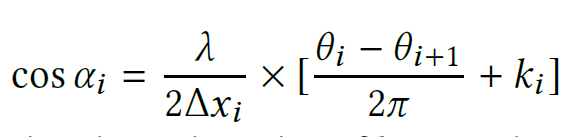 cos αᵢ = λ / 2Δxᵢ × [ θᵢ − θᵢ₊₁ / 2π + kᵢ ]